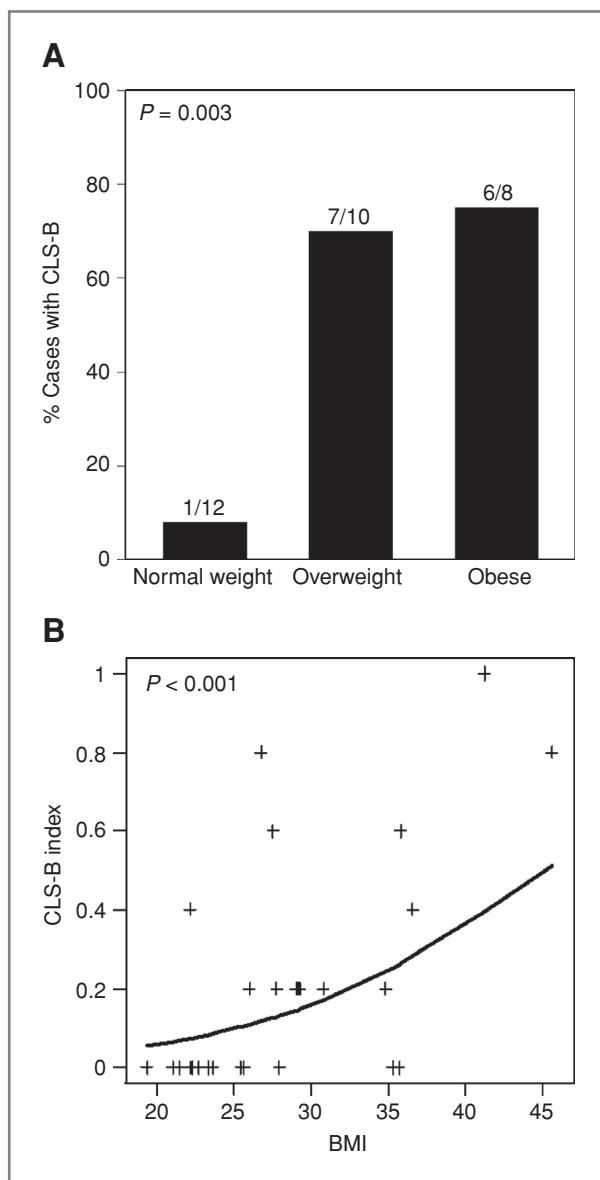 A
100
P = 0.003
80
6/8
7/10
60
% Cases with CLS-B
40
20
1/12
0
Normal weight Overweight Obese
B
1
P < 0.001
0.8
0.6
CLS-B index
0.4
0.2
0
20 25 30 35 40 45
BMI